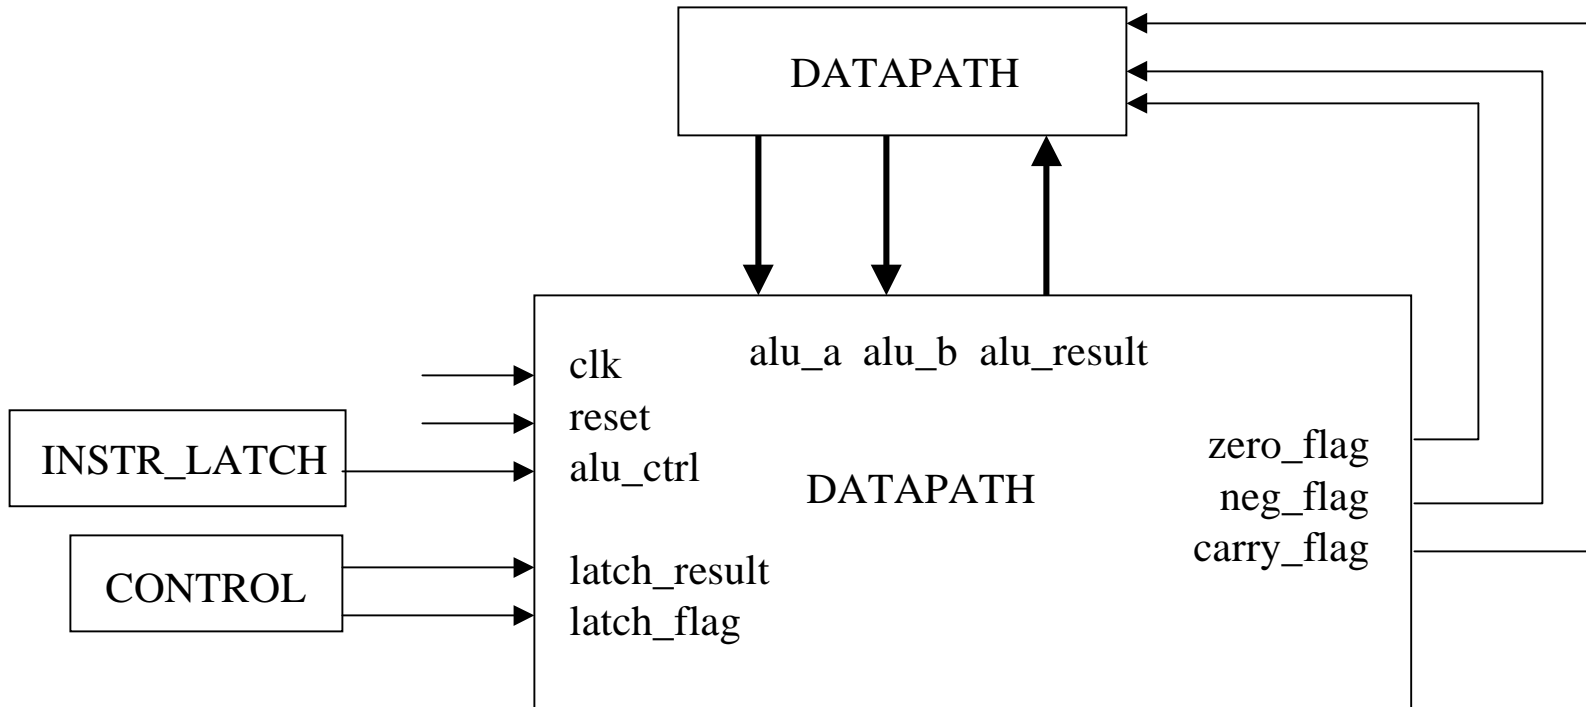 DATAPATH
alu_a alu_b alu_result
clk
reset
alu_ctrl
INSTR_LATCH
DATAPATH
zero_flag
neg_flag
carry_flag
CONTROL
latch_result
latch_flag